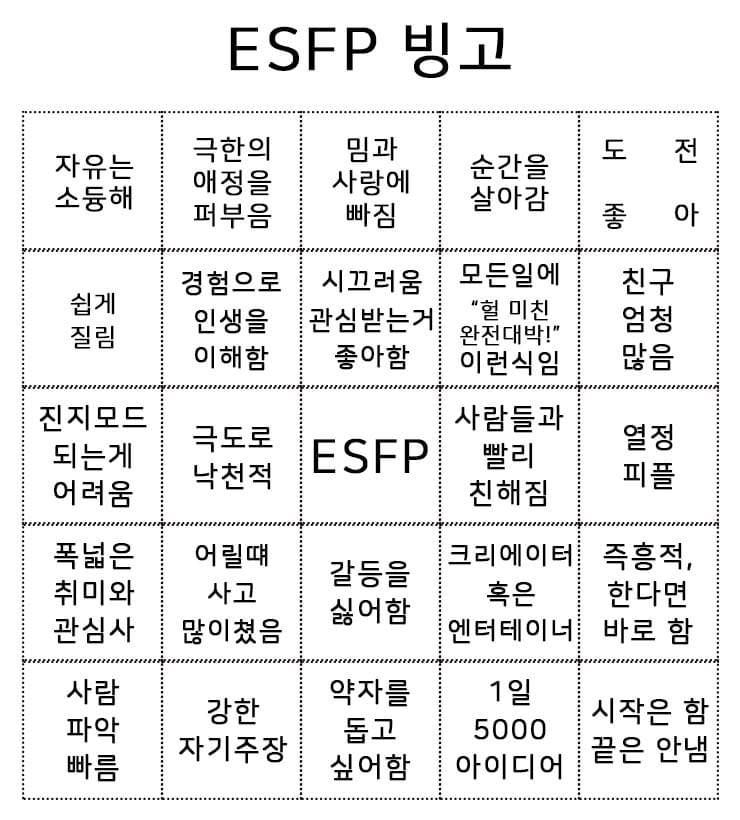 ESFP 빙고
자유는
소듕해
극한의
애정을
퍼부음
밈과
사랑에
빠짐
순간을
살아감
도 전
좋 아
쉽게
질림
경험으로
인생을
이해함
시끄러움
관심받는거
좋아함
모든일에
“헐 미친
완전대박!”
이런식임
친구
엄청
많음
진지모드
되는게
어려움
극도로
낙천적
ESFP
사람들과
빨리
친해짐
열정
피플
폭넓은
취미와
관심사
어릴떄
사고
많이쳤음
갈등을
싫어함
크리에이터
혹은
엔터테이너
즉흥적,
한다면
바로 함
사람
파악
빠름
강한
자기주장
약자를
돕고
싶어함
1일
5000
아이디어
시작은 함
끝은 안냄